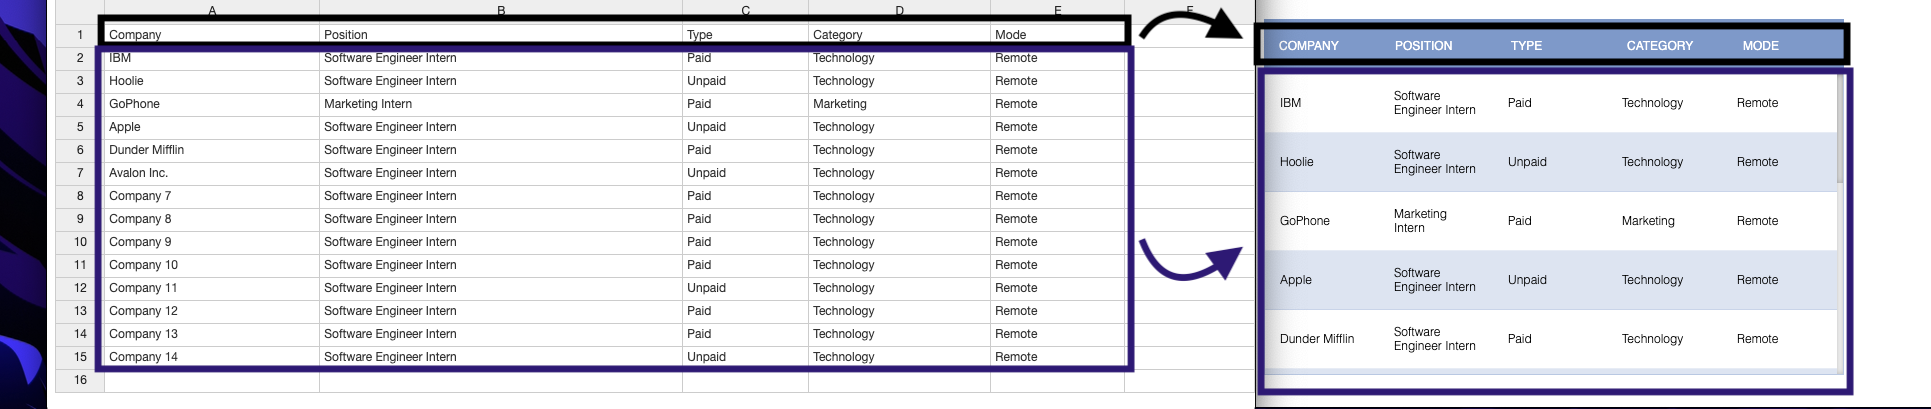 A B C D E F
1 Company Position Type Category Mode
2 IBM Software Engineer Intern Paid Technology Remote
3 Hoolie Software Engineer Intern Unpaid Technology Remote
4 GoPhone Marketing Intern Paid Marketing Remote
5 Apple Software Engineer Intern Unpaid Technology Remote
6 Dunder Mifflin Software Engineer Intern Paid Technology Remote
7 Avalon Inc. Software Engineer Intern Unpaid Technology Remote
8 Company 7 Software Engineer Intern Paid Technology Remote
9 Company 8 Software Engineer Intern Paid Technology Remote
10 Company 9 Software Engineer Intern Paid Technology Remote
11 Company 10 Software Engineer Intern Paid Technology Remote
12 Company 11 Software Engineer Intern Unpaid Technology Remote
13 Company 12 Software Engineer Intern Paid Technology Remote
14 Company 13 Software Engineer Intern Paid Technology Remote
15 Company 14 Software Engineer Intern Unpaid Technology Remote
16
COMPANY POSITION TYPE CATEGORY MODE
IBM Software Engineer Intern Paid Technology Remote
Hoolie Software Engineer Intern Unpaid Technology Remote
GoPhone Marketing Intern Paid Marketing Remote
Apple Software Engineer Intern Unpaid Technology Remote
Dunder Mifflin Software Engineer Intern Paid Technology Remote